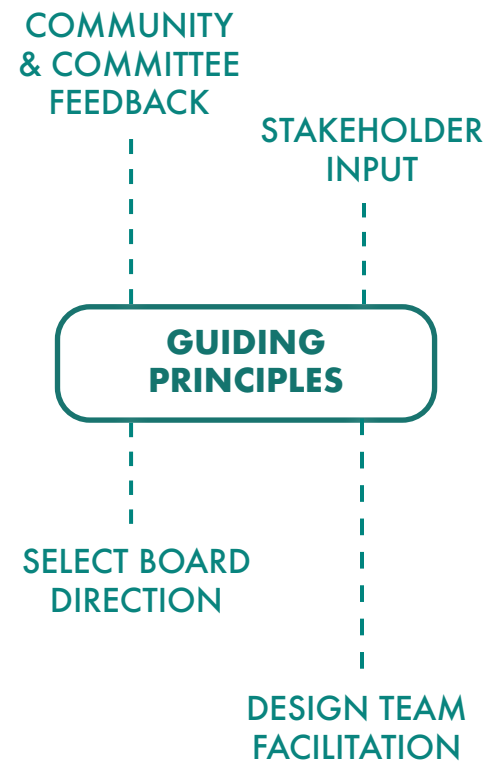 COMMUNITY
& COMMITTEE
FEEDBACK
STAKEHOLDER
INPUT
GUIDING
PRINCIPLES
SELECT BOARD
DIRECTION
DESIGN TEAM
FACILITATION